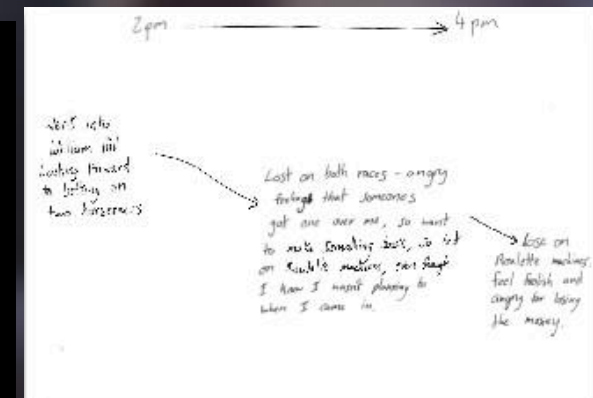 2pm 4pm
Went into
William Hill
Looking forward
to betting on
two horseraces
Lost on both races - angry
feelings that someones
got one over me, so want
to make something back, so bet
on Roulette machines, even though
I know I wasn't planning to
when I came in
Lose on
Roulette machines,
feel foolish and
angry for losing
the money.